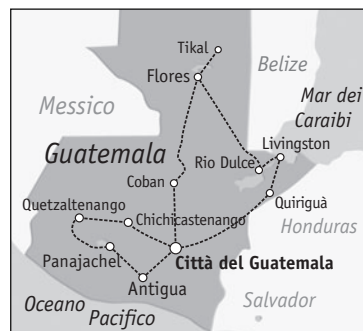 Tikal
Belize
Flores
Mar dei
Caraibi
Messico
Livingston
Guatemala
Rio Dulce
Coban
Quetzaltenango
Quiriguà
Chichicastenango
Honduras
Panajachel
Città del Guatemala
Antigua
Oceano
Pacifico
Salvador